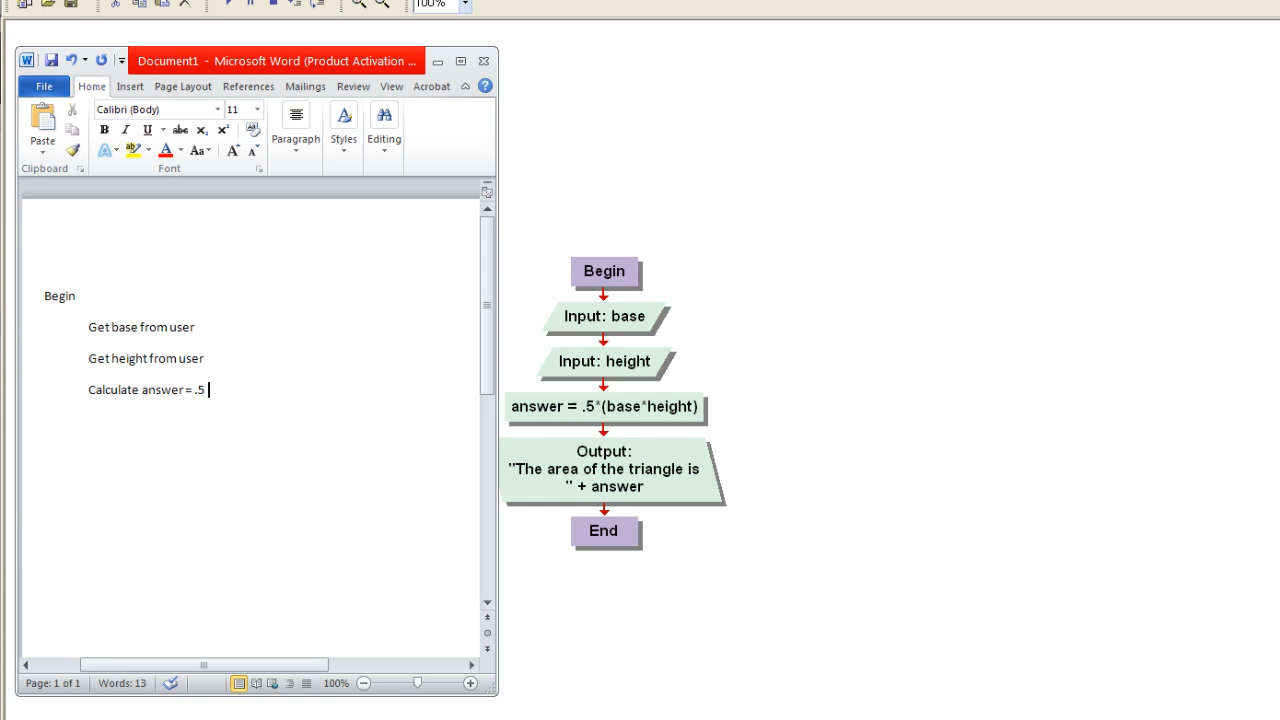 100%
Document1 - Microsoft Word (Product Activation ...
File Home Insert Page Layout References Mailings Review View Acrobat
Calibri (Body) 11
Paste
B I U abc X₂ X² Aa A A
Paragraph Styles Editing
Clipboard Font
Begin
Get base from user
Get height from user
Calculate answer = .5
Page: 1 of 1 Words: 13 100%
Begin
Input: base
Input: height
answer = .5*(base*height)
Output:
"The area of the triangle is
" + answer
End